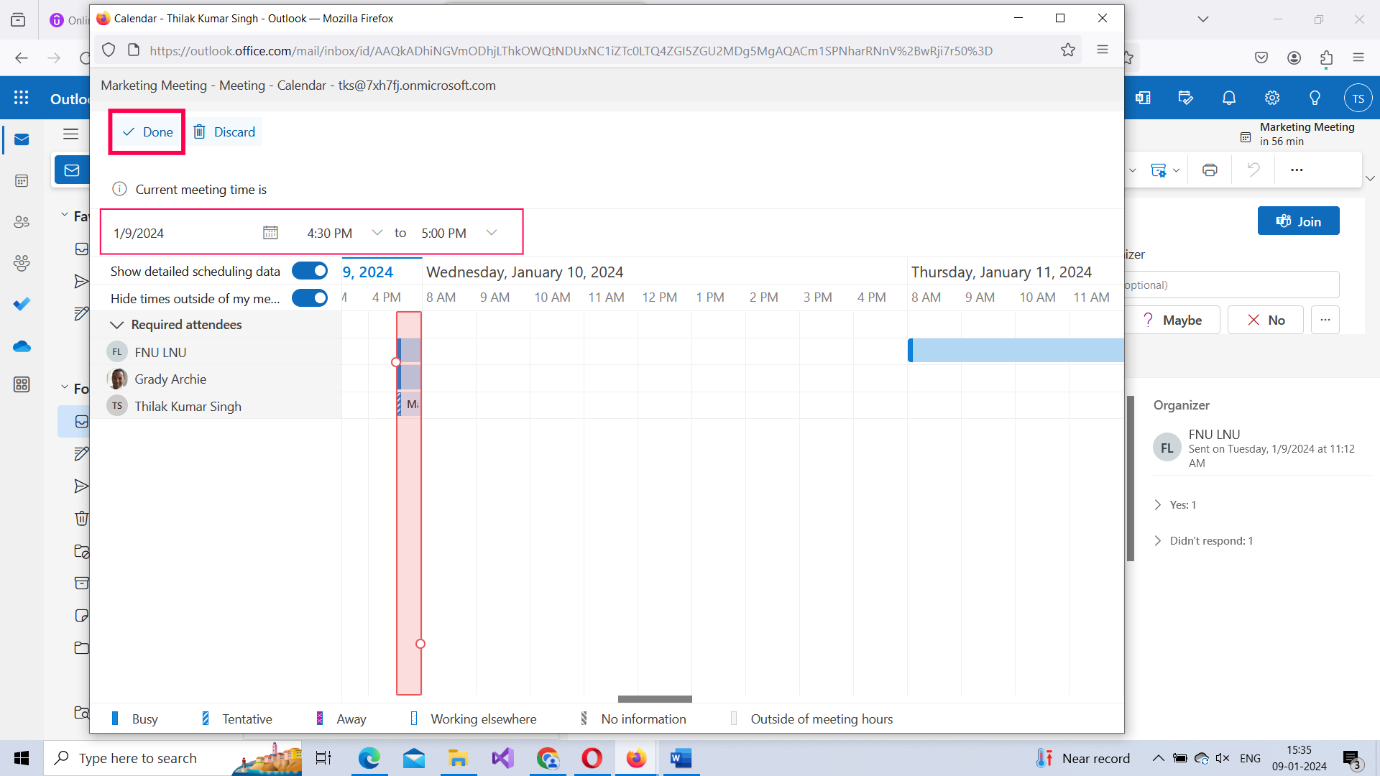 Onli
Calendar - Thilak Kumar Singh - Outlook — Mozilla Firefox
https://outlook.office.com/mail/inbox/id/AAQkADhiNGVmODhjLThkOWQtNDUxNC1iZTc0LTQ4ZGI5ZGU2MDg5MgAQACm1SPNharRNnV%2BwRji7r50%3D
Marketing Meeting - Meeting - Calendar - tks@7xh7fj.onmicrosoft.com
Outlo
TS
Marketing Meeting
in 56 min
Done
Discard
Current meeting time is
Fav
Join
1/9/2024
4:30 PM
to
5:00 PM
izer
Show detailed scheduling data
9, 2024
Wednesday, January 10, 2024
Thursday, January 11, 2024
optional)
Hide times outside of my me...
M
4 PM
8 AM
9 AM
10 AM
11 AM
12 PM
1 PM
2 PM
3 PM
4 PM
8 AM
9 AM
10 AM
11 AM
Required attendees
? Maybe
No
...
FL
FNU LNU
Grady Archie
TS
Thilak Kumar Singh
Ma
Fo
Organizer
FL
FNU LNU
Sent on Tuesday, 1/9/2024 at 11:12
AM
Yes: 1
Didn't respond: 1
Busy
Tentative
Away
Working elsewhere
No information
Outside of meeting hours
Type here to search
Near record
ENG
15:35
09-01-2024
3